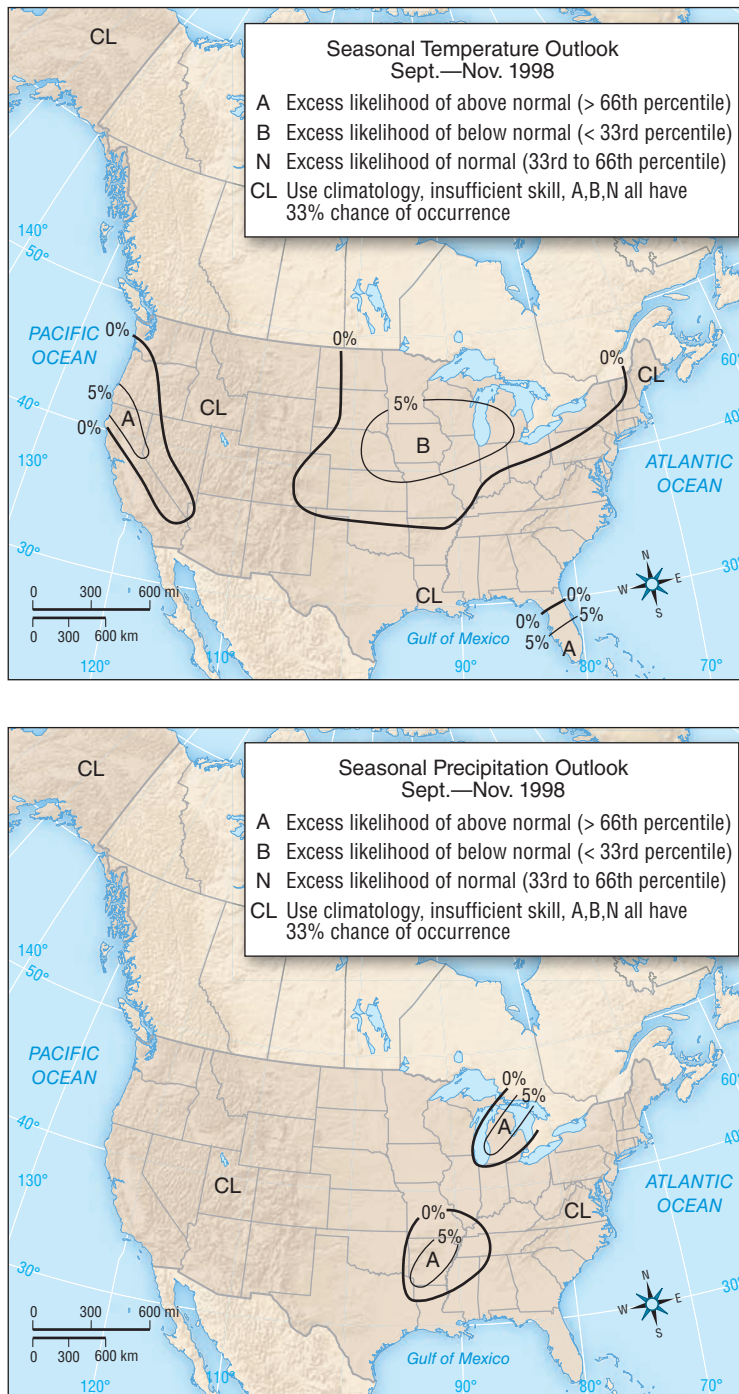 CL
Seasonal Temperature Outlook
Sept.—Nov. 1998
A Excess likelihood of above normal (> 66th percentile)
B Excess likelihood of below normal (< 33rd percentile)
N Excess likelihood of normal (33rd to 66th percentile)
CL Use climatology, insufficient skill, A,B,N all have
33% chance of occurrence
140°
50°
PACIFIC
OCEAN
0%
0%
0%
60°
CL
5%
A
CL
5%
40°
0%
B
40°
130°
ATLANTIC
OCEAN
30°
N
W E
S
30°
CL
0%
0%
5%
5%
A
0 300 600 mi
0 300 600 km
Gulf of Mexico
120°
110°
90°
80°
70°
CL
Seasonal Precipitation Outlook
Sept.—Nov. 1998
A Excess likelihood of above normal (> 66th percentile)
B Excess likelihood of below normal (< 33rd percentile)
N Excess likelihood of normal (33rd to 66th percentile)
CL Use climatology, insufficient skill, A,B,N all have
33% chance of occurrence
140°
50°
PACIFIC
OCEAN
60°
0%
5%
A
40°
40°
130°
CL
ATLANTIC
OCEAN
CL
0%
5%
A
30°
30°
N
W E
S
0 300 600 mi
0 300 600 km
Gulf of Mexico
120°
110°
90°
80°
70°